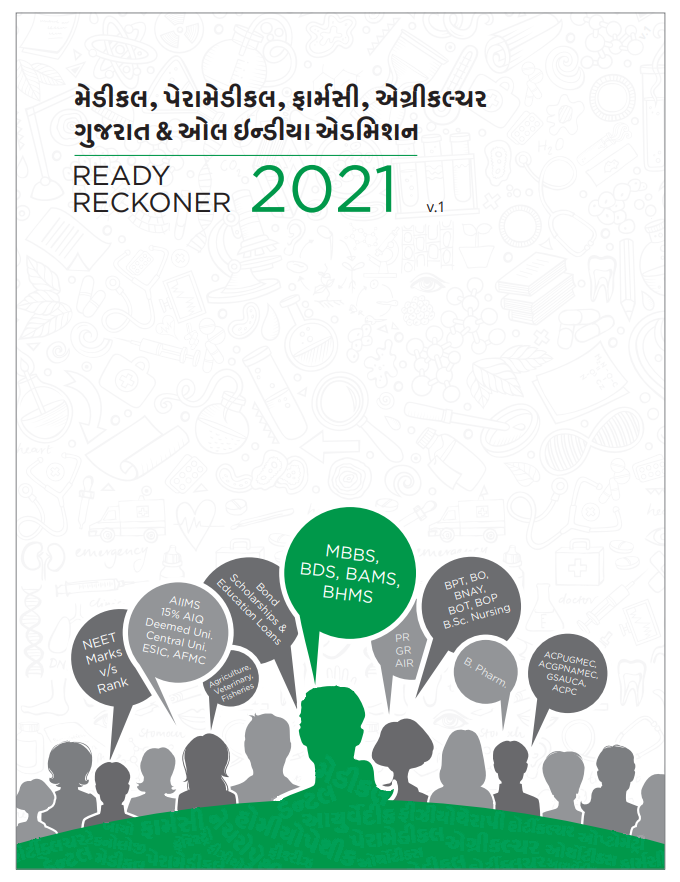 મેડીકલ, પેરામેડીકલ, ફાર્મસી, એગ્રીકલ્ચર
ગુજરાત & ઓલ ઈન્ડીયા એડમિશન
READY
RECKONER
2021
v.1
NEET
Marks
v/s
Rank
AIIMS
15% AIQ
Deemed Uni.
Central Uni.
ESIC, AFMC
Agriculture,
Veterinary,
Fisheries
Bond
Scholarships &
Education Loans
MBBS,
BDS, BAMS,
BHMS
PR
GR
AIR
BPT, BO,
BNAY,
BOT, BOP
B.Sc. Nursing
B. Pharm.
ACPUGMEC,
ACGPNAMEC,
GSAUCA,
ACPC